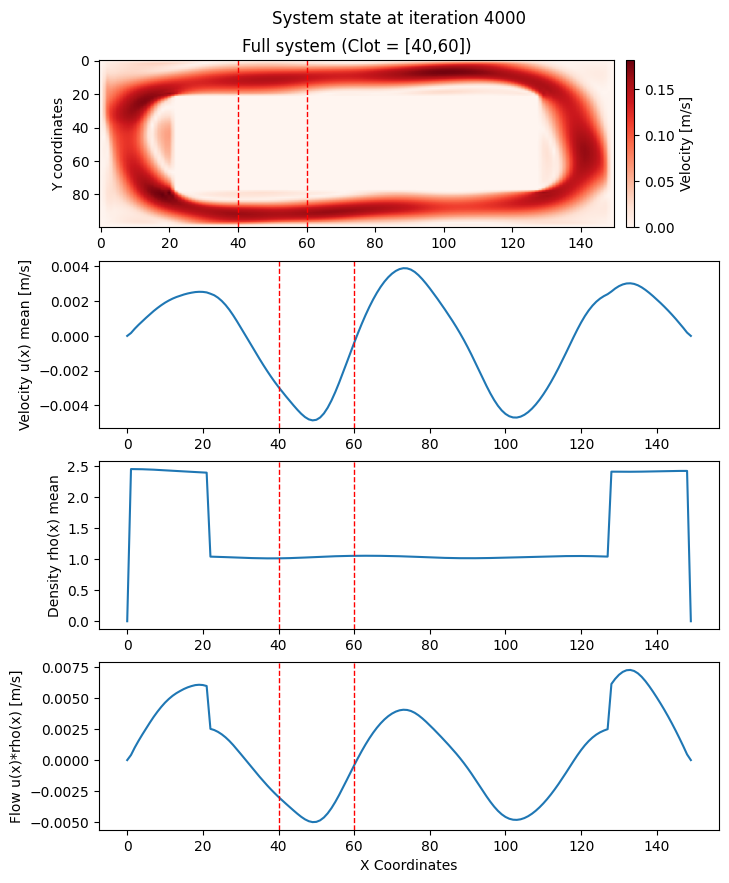 System state at iteration 4000
Full system (Clot = [40,60])
Y coordinates
0
20
40
60
80
0 20 40 60 80 100 120 140
0.15
0.10
0.05
0.00
Velocity [m/s]
Velocity u(x) mean [m/s]
0.004
0.002
0.000
−0.002
−0.004
0 20 40 60 80 100 120 140
Density rho(x) mean
2.5
2.0
1.5
1.0
0.5
0.0
0 20 40 60 80 100 120 140
Flow u(x)*rho(x) [m/s]
0.0075
0.0050
0.0025
0.0000
−0.0025
−0.0050
0 20 40 60 80 100 120 140
X Coordinates